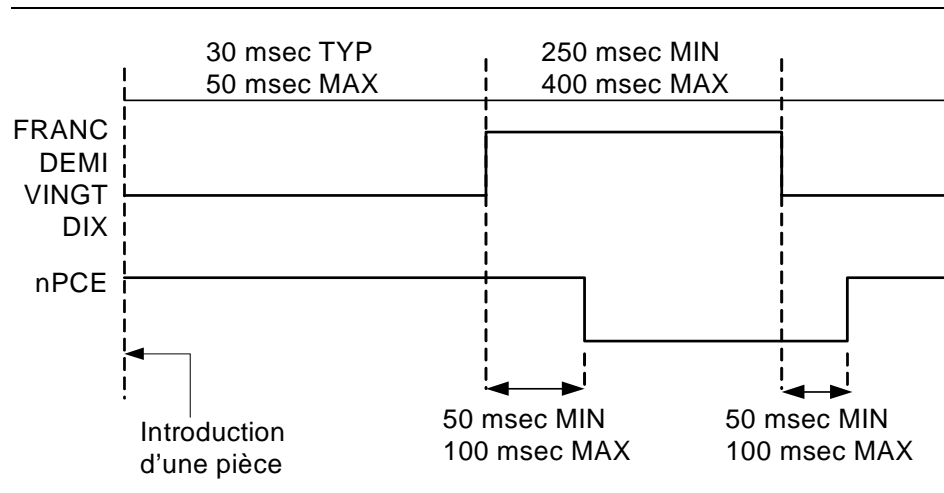 30 msec TYP
50 msec MAX
250 msec MIN
400 msec MAX
FRANC
DEMI
VINGT
DIX
nPCE
Introduction
d'une pièce
50 msec MIN
100 msec MAX
50 msec MIN
100 msec MAX